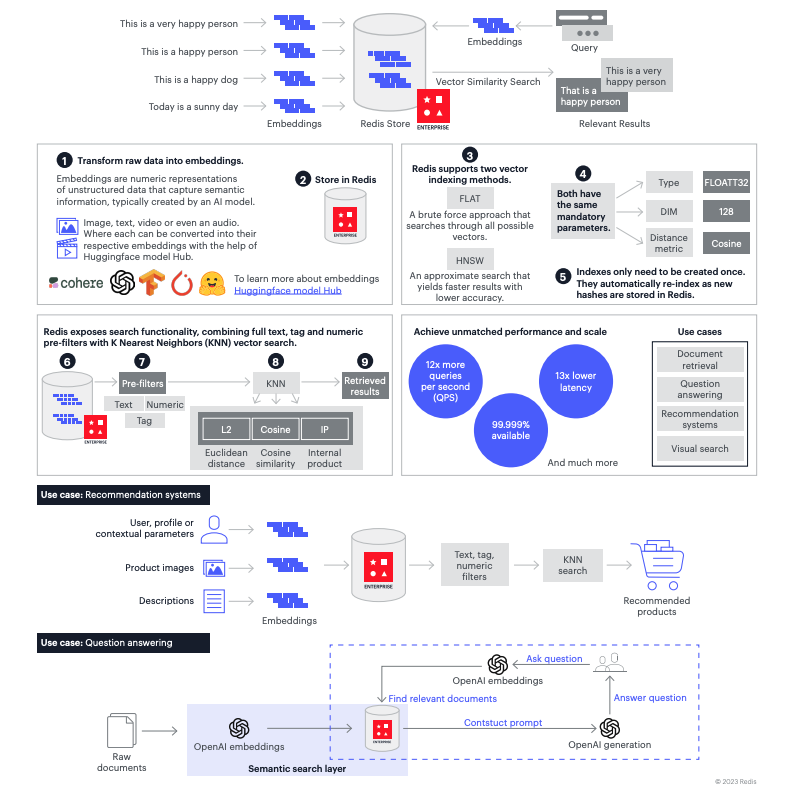 This is a very happy person
This is a happy person
This is a happy dog
Today is a sunny day
Embeddings
Redis Store
ENTERPRISE
Embeddings
Query
Vector Similarity Search
This is a very
happy person
That is a
happy person
Relevant Results
1 Transform raw data into embeddings.
Embeddings are numeric representations
of unstructured data that capture semantic
information, typically created by an AI model.
Image, text, video or even an audio.
Where each can be converted into their
respective embeddings with the help of
Huggingface model Hub.
cohere
To learn more about embeddings
Huggingface model Hub
2 Store in Redis
ENTERPRISE
3
Redis supports two vector
indexing methods.
FLAT
A brute force approach that
searches through all possible
vectors.
HNSW
An approximate search that
yields faster results with
lower accuracy.
4
Both have
the same
mandatory
parameters.
Type
FLOATT32
DIM
128
Distance
metric
Cosine
5 Indexes only need to be created once.
They automatically re-index as new
hashes are stored in Redis.
Redis exposes search functionality, combining full text, tag and numeric
pre-filters with K Nearest Neighbors (KNN) vector search.
6
ENTERPRISE
7
Pre-filters
Text
Numeric
Tag
8
KNN
9
Retrieved
results
L2
Cosine
IP
Euclidean
distance
Cosine
similarity
Internal
product
Achieve unmatched performance and scale
12x more
queries
per second
(QPS)
99.999%
available
13x lower
latency
And much more
Use cases
Document
retrieval
Question
answering
Recommendation
systems
Visual search
Use case: Recommendation systems
User, profile or
contextual parameters
Product images
Descriptions
Embeddings
ENTERPRISE
Text, tag,
numeric
filters
KNN
search
Recommended
products
Use case: Question answering
Raw
documents
OpenAI embeddings
Semantic search layer
ENTERPRISE
Find relevant documents
OpenAI embeddings
Ask question
Contstuct prompt
OpenAI generation
Answer question
© 2023 Redis